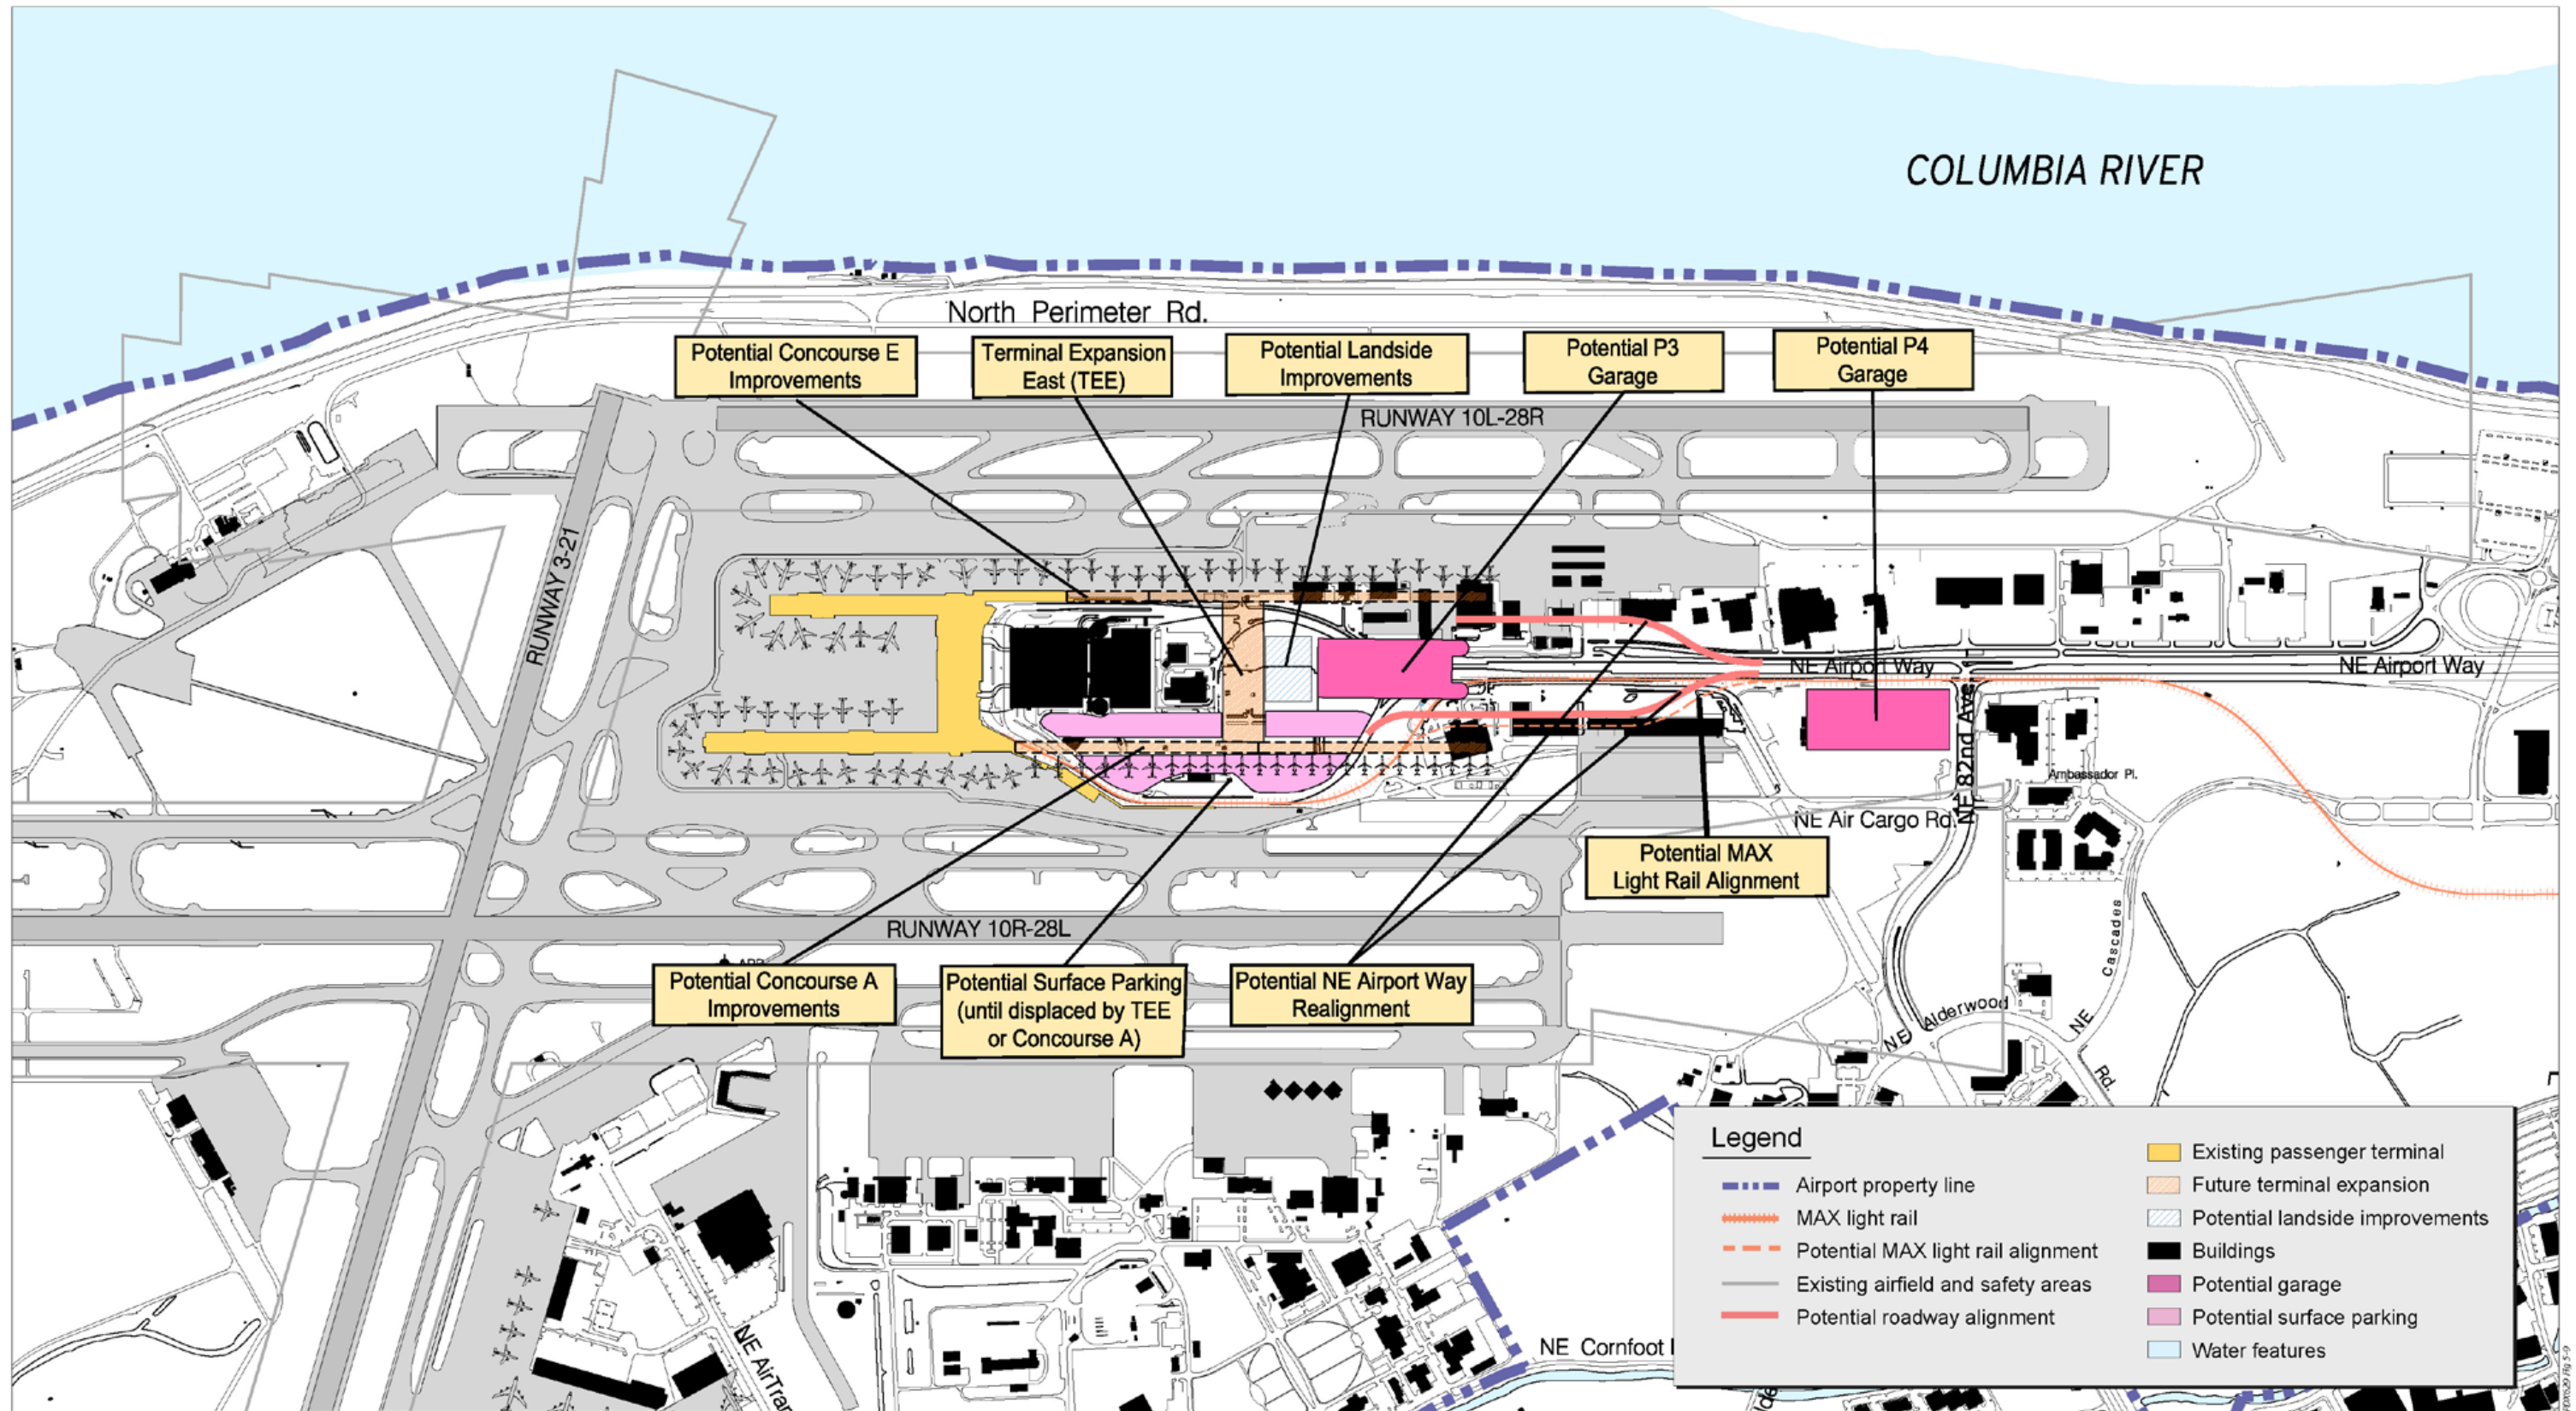 COLUMBIA RIVER
North Perimeter Rd.
Potential Concourse E
Improvements
Terminal Expansion
East (TEE)
Potential Landside
Improvements
Potential P3
Garage
Potential P4
Garage
RUNWAY 10L-28R
RUNWAY 3-21
NE Airport Way
NE Airport Way
NE 82nd Ave
Ambassador Pl.
NE Air Cargo Rd.
Potential MAX
Light Rail Alignment
RUNWAY 10R-28L
ARP
Potential Concourse A
Improvements
Potential Surface Parking
(until displaced by TEE
or Concourse A)
Potential NE Airport Way
Realignment
Cascades
NE
NE Alderwood
Rd.
NE AirTran
NE Cornfoot
Legend
Airport property line
MAX light rail
Potential MAX light rail alignment
Existing airfield and safety areas
Potential roadway alignment
Existing passenger terminal
Future terminal expansion
Potential landside improvements
Buildings
Potential garage
Potential surface parking
Water features